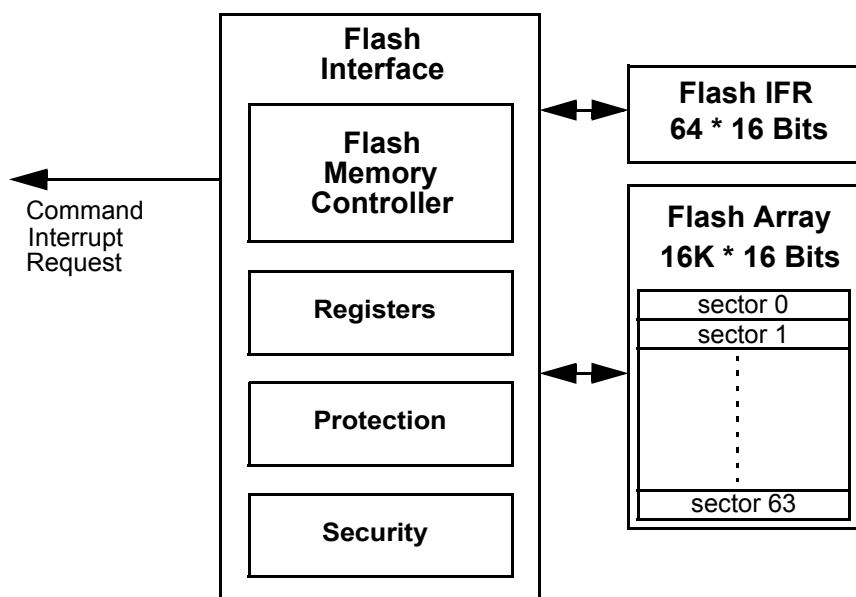 Flash
Interface
Flash
Memory
Controller
Registers
Protection
Security
Command
Interrupt
Request
Flash IFR
64 * 16 Bits
Flash Array
16K * 16 Bits
sector 0
sector 1
sector 63